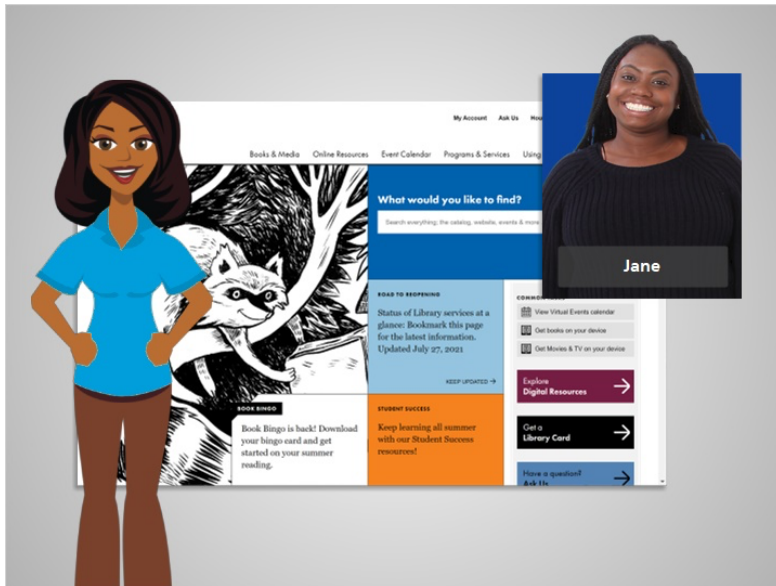 My Account Ask Us
Books & Media Online Resources Event Calendar Programs & Services Using
What would you like to find?
Search everything; the catalog, website, events & more
Jane
ROAD TO REOPENING
Status of Library services at a
glance: Bookmark this page
for the latest information.
Updated July 27, 2021
KEEP UPDATED →
COMMON
View Virtual Events calendar
Get books on your device
Get Movies & TV on your device
Explore
Digital Resources →
Get a
Library Card →
Have a question?
Ask Us →
BOOK BINGO
Book Bingo is back! Download
your bingo card and get
started on your summer
reading.
STUDENT SUCCESS
Keep learning all summer
with our Student Success
resources!